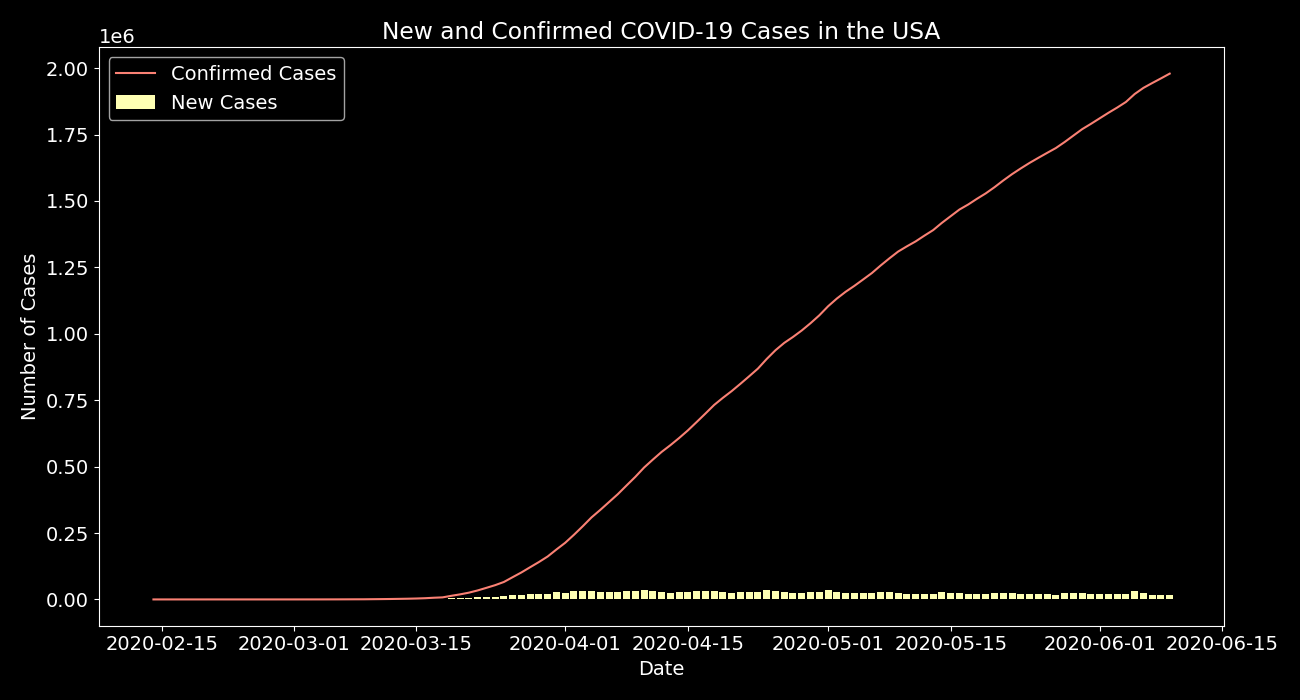 New and Confirmed COVID-19 Cases in the USA
1e6
Confirmed Cases
New Cases
2.00
1.75
1.50
1.25
1.00
0.75
0.50
0.25
0.00
Number of Cases
2020-02-15 2020-03-01 2020-03-15 2020-04-01 2020-04-15 2020-05-01 2020-05-15 2020-06-01 2020-06-15
Date